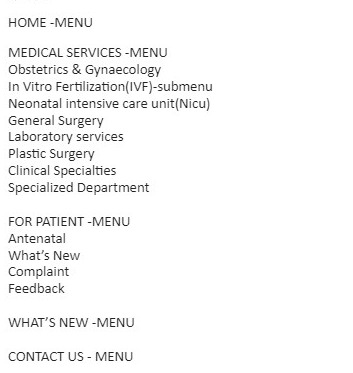 HOME -MENU
MEDICAL SERVICES -MENU
Obstetrics & Gynaecology
In Vitro Fertilization(IVF)-submenu
Neonatal intensive care unit(Nicu)
General Surgery
Laboratory services
Plastic Surgery
Clinical Specialties
Specialized Department
FOR PATIENT -MENU
Antenatal
What's New
Complaint
Feedback
WHAT'S NEW -MENU
CONTACT US - MENU